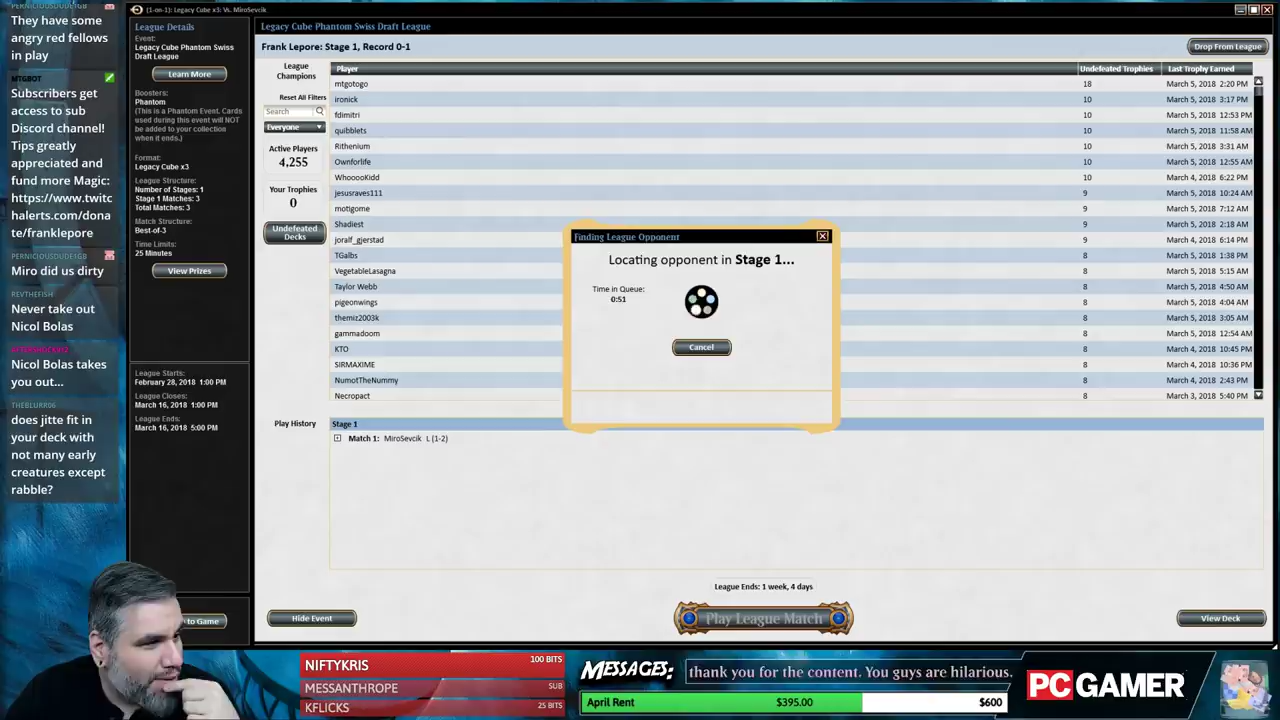 PERNICIOUSDUDESGB
angry red fellows
in play
MTGBOT
Subscribers get
access to sub
Discord channel!
Tips greatly
appreciated and
fund more Magic:
https://www.twitc
halerts.com/dona
te/franklepore
PERNICIOUSDUDESGB
Miro did us dirty
REVTHEFISH
Never take out
Nicol Bolas
Nicol Bolas takes
you out...
THEBLURR06
does jitte fit in
your deck with
not many early
creatures except
rabble?
(1-on-1): Legacy Cube x3: Vs. MiroSevcik
League Details
Event:
Legacy Cube Phantom Swiss
Draft League
Learn More
Boosters:
Phantom
(This is a Phantom Event. Cards
used during this event will NOT
be added to your collection
when it ends.)
Format:
Legacy Cube x3
League Structure:
Number of Stages: 1
Stage 1 Matches: 3
Total Matches: 3
Match Structure:
Best-of-3
Time Limits:
25 Minutes
View Prizes
League Starts:
February 28, 2018 1:00 PM
League Closes:
March 16, 2018 1:00 PM
League Ends:
March 16, 2018 5:00 PM
to Game
Legacy Cube Phantom Swiss Draft League
Frank Lepore: Stage 1, Record 0-1
Drop From League
League
Champions
Reset All Filters
Search
Everyone
Active Players
4,255
Your Trophies
0
Undefeated
Decks
Player Undefeated Trophies Last Trophy Earned
mtgotogo 18 March 5, 2018 2:20 PM
ironick 10 March 5, 2018 3:17 PM
fdimitri 10 March 5, 2018 12:53 PM
quibblets 10 March 5, 2018 11:58 AM
Rithenium 10 March 5, 2018 3:31 AM
Ownforlife 10 March 5, 2018 12:55 AM
WhooooKidd 10 March 4, 2018 6:22 PM
jesusraves111 9 March 5, 2018 10:24 AM
motigome 9 March 5, 2018 7:12 AM
Shadiest 9 March 5, 2018 2:18 AM
joralf_gjerstad 9 March 4, 2018 6:14 PM
TGalbs 8 March 5, 2018 1:38 PM
VegetableLasagna 8 March 5, 2018 5:15 AM
Taylor Webb 8 March 5, 2018 4:50 AM
pigeonwings 8 March 5, 2018 4:04 AM
themiz2003k 8 March 5, 2018 3:05 AM
gammadoom 8 March 5, 2018 12:54 AM
KTO 8 March 4, 2018 10:45 PM
SIRMAXIME 8 March 4, 2018 10:36 PM
NumotTheNummy 8 March 4, 2018 2:43 PM
Necropact 8 March 3, 2018 5:40 PM
Finding League Opponent
Locating opponent in Stage 1...
Time in Queue:
0:51
Cancel
Play History
Stage 1
Match 1: MiroSevcik L (1-2)
League Ends: 1 week, 4 days
Hide Event
Play League Match
View Deck
NIFTYKRIS 100 BITS
MESSANTHROPE SUB
KFLICKS 25 BITS
MESSAGES:
thank you for the content. You guys are hilarious.
April Rent $395.00 $600
PC GAMER